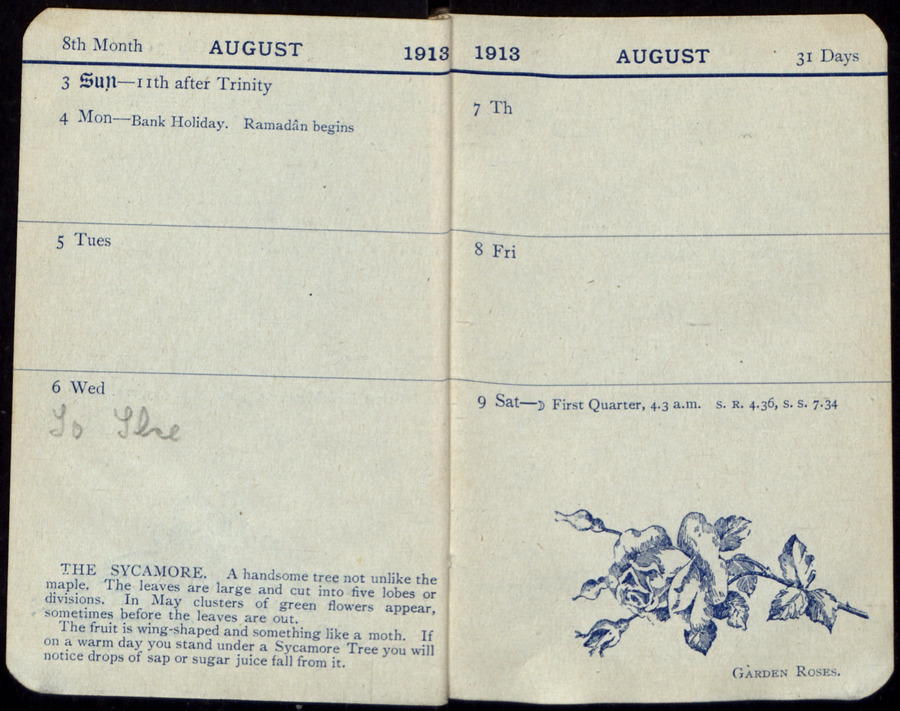 8th Month AUGUST 1913
3 Sun—11th after Trinity
4 Mon—Bank Holiday. Ramadân begins
5 Tues
6 Wed
To
THE SYCAMORE. A handsome tree not unlike the
maple. The leaves are large and cut into five lobes or
divisions. In May clusters of green flowers appear,
sometimes before the leaves are out.
The fruit is wing-shaped and something like a moth. If
on a warm day you stand under a Sycamore Tree you will
notice drops of sap or sugar juice fall from it.
1913 AUGUST 31 Days
7 Th
8 Fri
9 Sat—☽ First Quarter, 4.3 a.m. S. R. 4.36, S. S. 7.34
GARDEN ROSES.